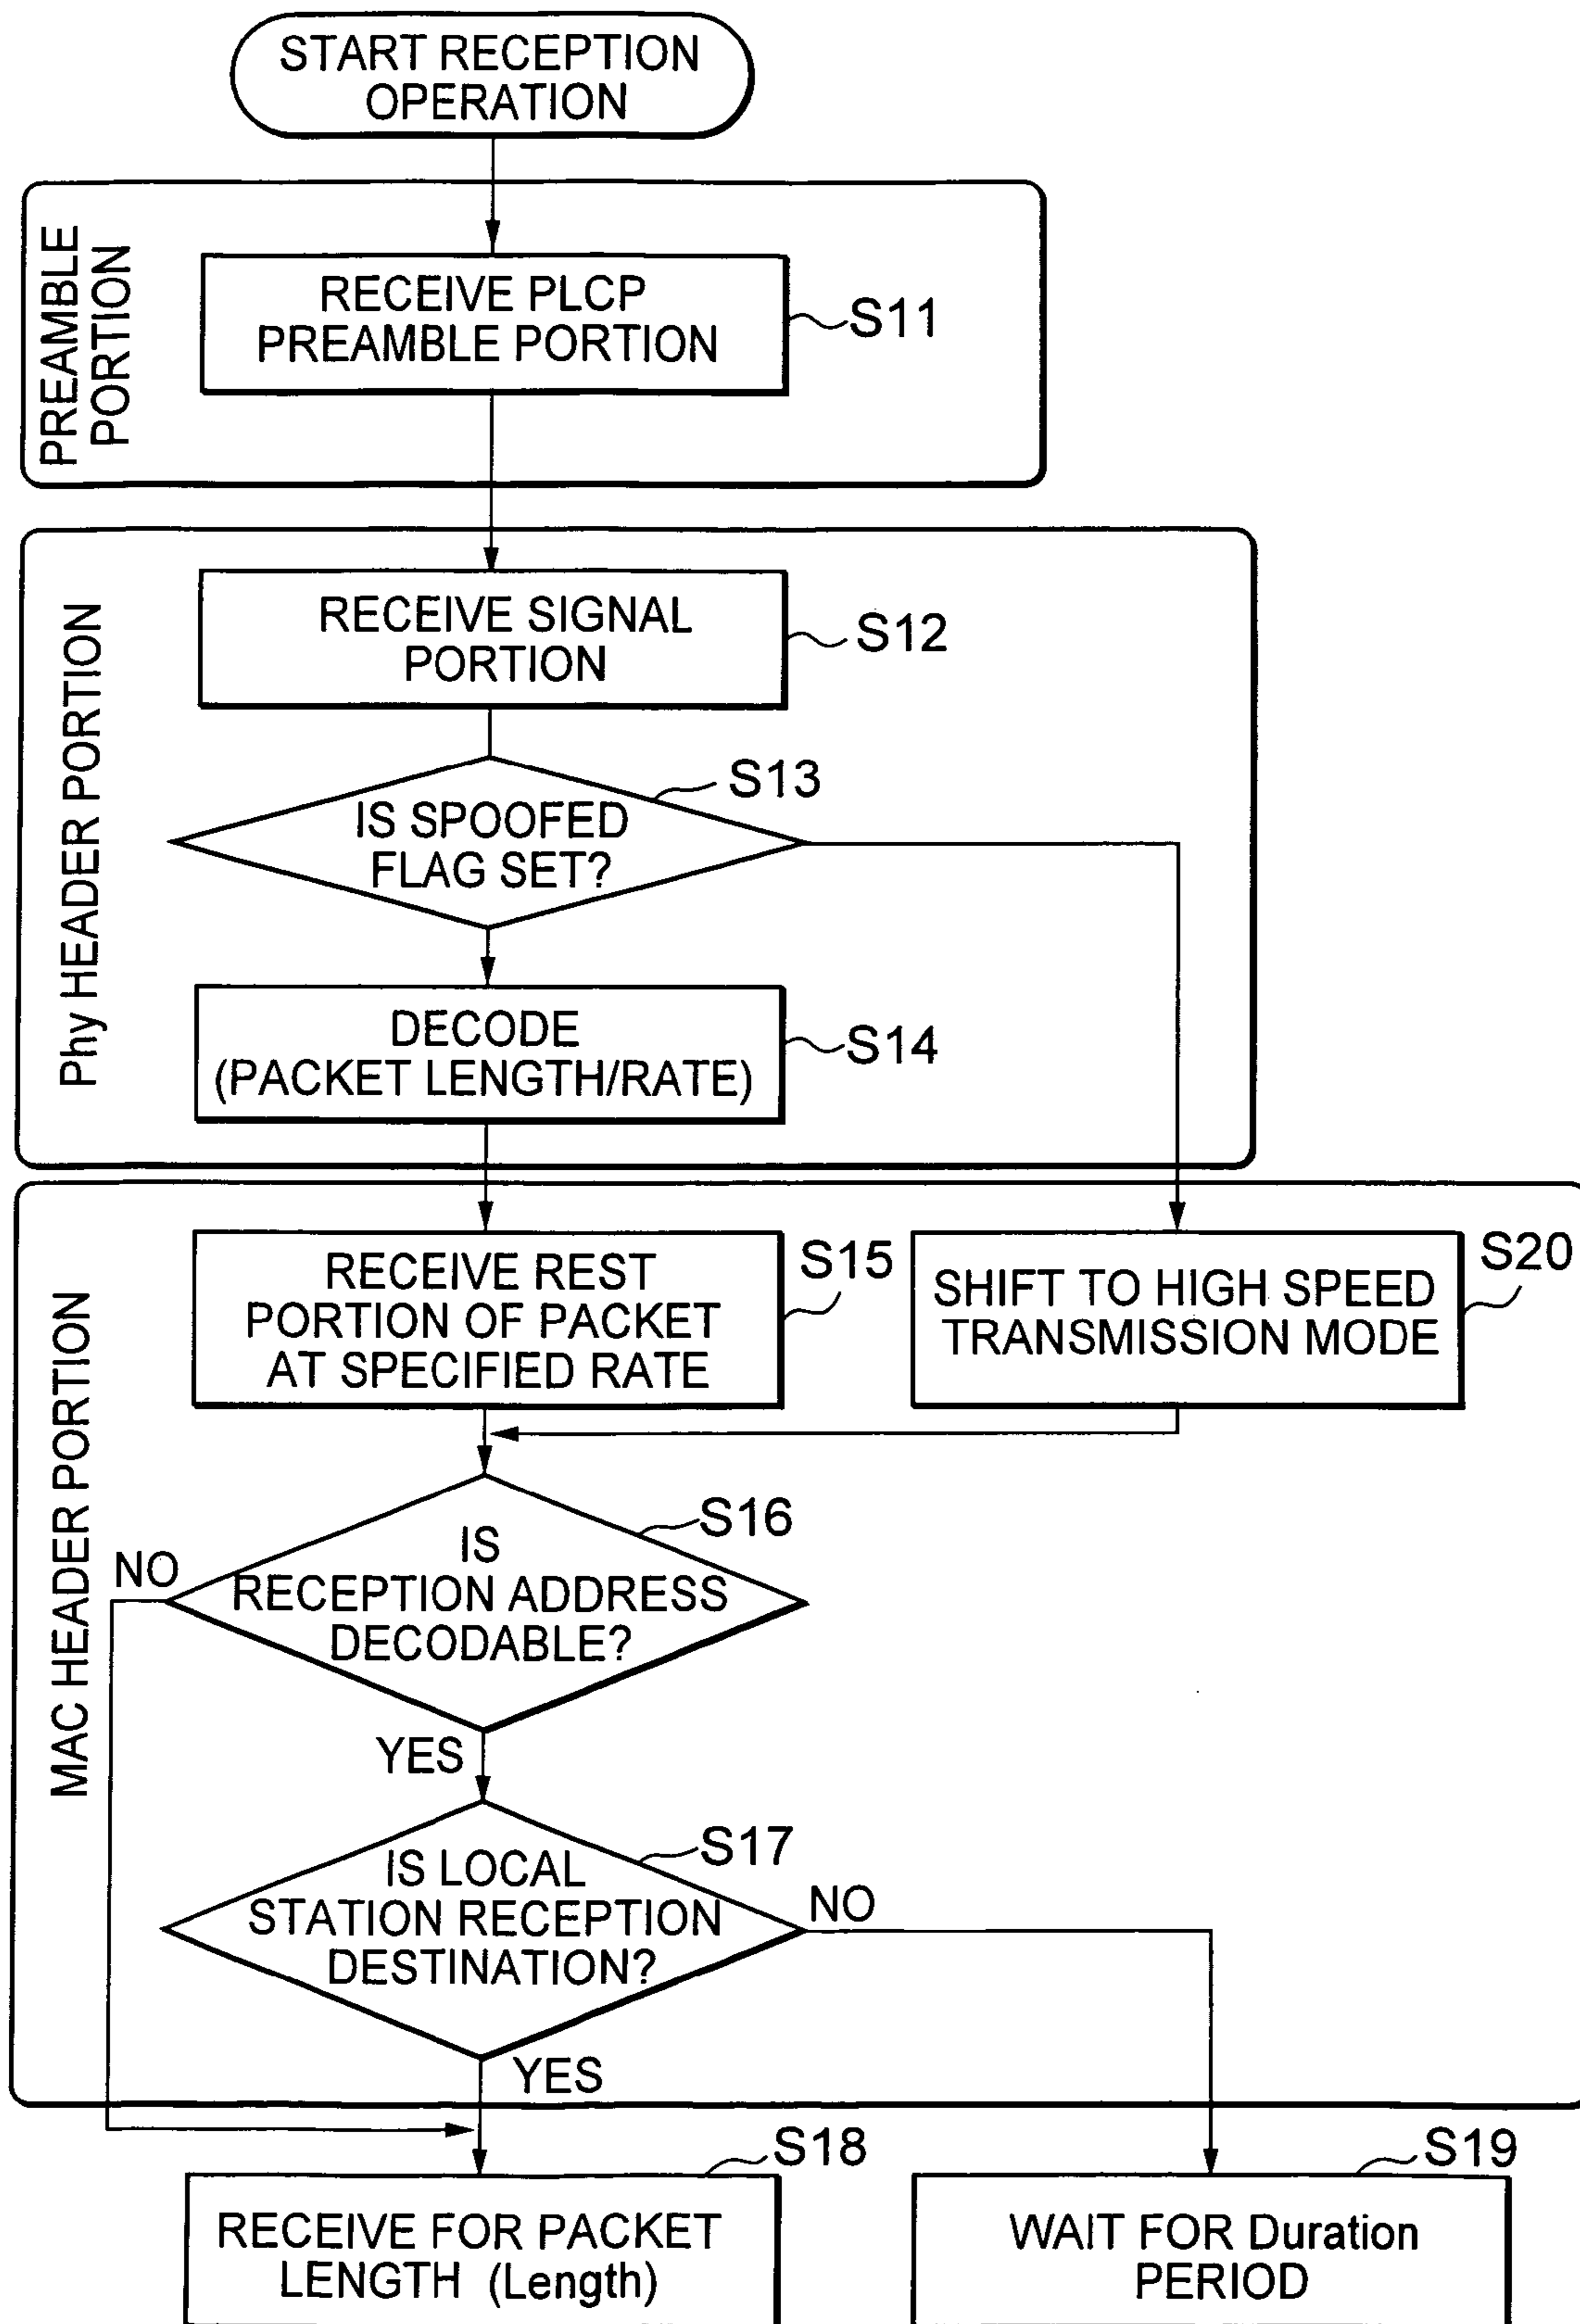 START RECEPTION
OPERATION
PREAMBLE
PORTION
RECEIVE PLCP
PREAMBLE PORTION
S11
Phy HEADER PORTION
RECEIVE SIGNAL
PORTION
S12
S13
IS SPOOFED
FLAG SET?
DECODE
(PACKET LENGTH/RATE)
S14
MAC HEADER PORTION
RECEIVE REST
PORTION OF PACKET
AT SPECIFIED RATE
S15
SHIFT TO HIGH SPEED
TRANSMISSION MODE
S20
S16
IS
RECEPTION ADDRESS
DECODABLE?
NO
YES
S17
IS LOCAL
STATION RECEPTION
DESTINATION?
NO
YES
S18
RECEIVE FOR PACKET
LENGTH (Length)
S19
WAIT FOR Duration
PERIOD